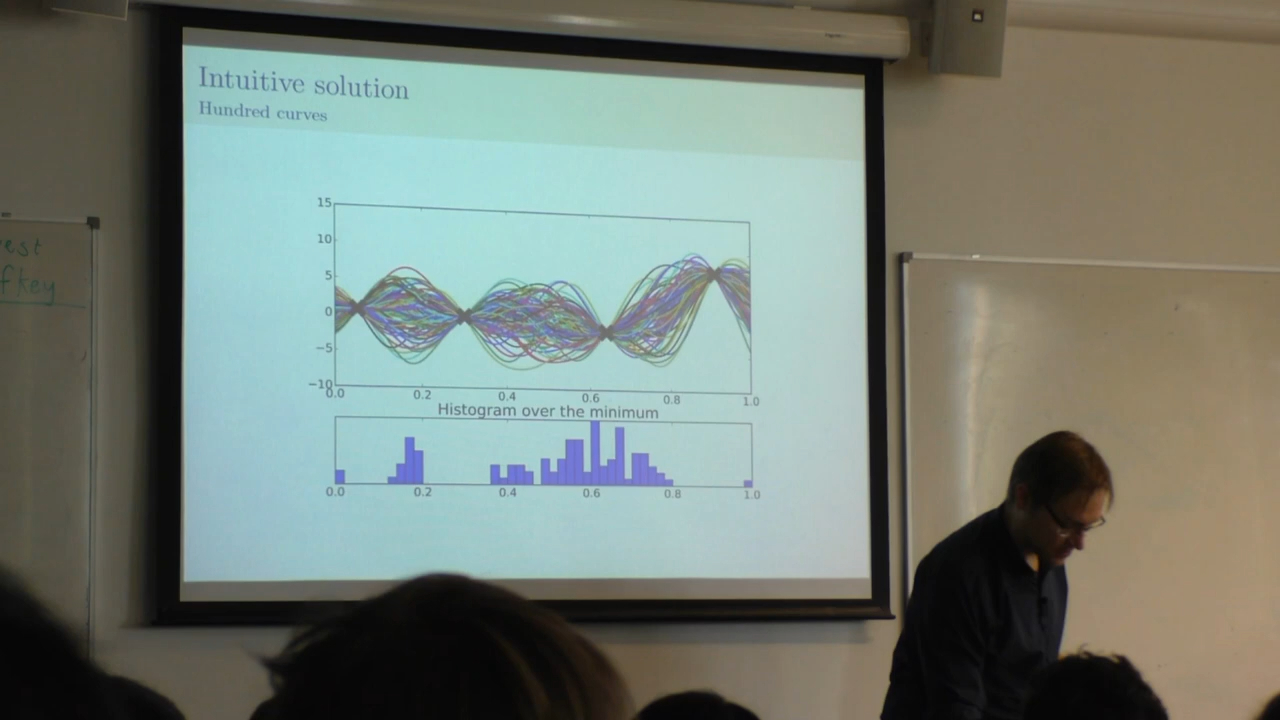 Intuitive solution
Hundred curves
15
10
5
0
−5
−10
0.0 0.2 0.4 0.6 0.8 1.0
Histogram over the minimum
0.0 0.2 0.4 0.6 0.8 1.0
est
fkey